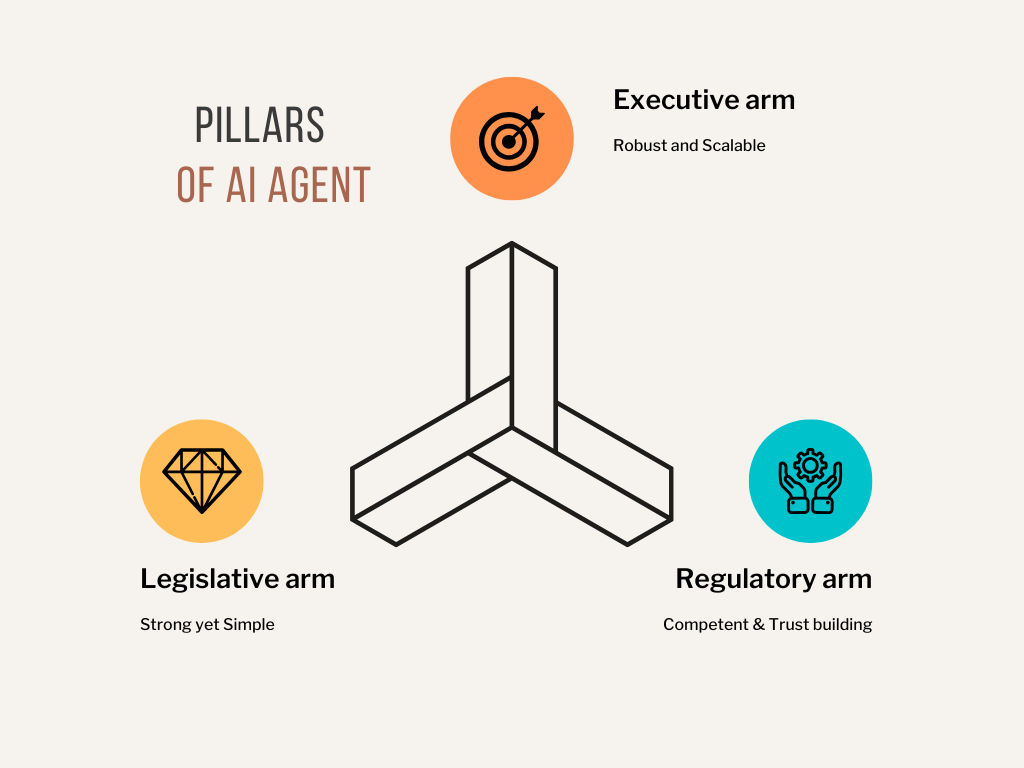 PILLARS
OF AI AGENT
Executive arm
Robust and Scalable
Legislative arm
Strong yet Simple
Regulatory arm
Competent & Trust building